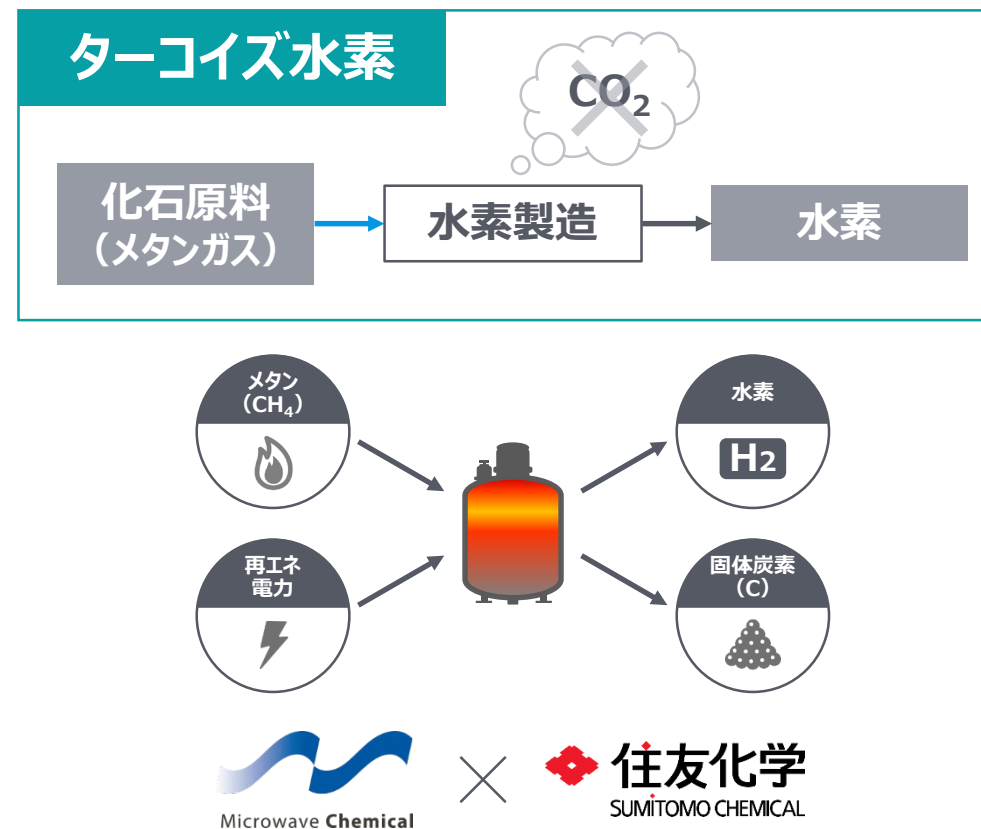 ターコイズ水素
CO₂
化石原料
（メタンガス）
水素製造
水素
メタン
（CH₄）
水素
H2
再エネ
電力
固体炭素
（C）
Microwave Chemical
住友化学
SUMITOMO CHEMICAL